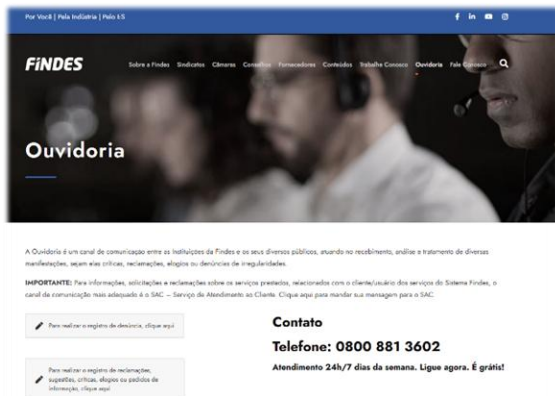 Por Você | Pela Indústria | Pelo ES
FINDES
Sobre a Findes Sindicatos Câmaras Conselhos Fornecedores Conteúdos Trabalhe Conosco Ouvidoria Fale Conosco
Ouvidoria
A Ouvidoria é um canal de comunicação entre as Instituições da Findes e os seus diversos públicos, atuando no recebimento, análise e tratamento de diversas
manifestações, sejam elas críticas, reclamações, elogios ou denúncias de irregularidades.
IMPORTANTE: Para informações, solicitações e reclamações sobre os serviços prestados, relacionados com o cliente/usuário dos serviços do Sistema Findes, o
canal de comunicação mais adequado é o SAC – Serviço de Atendimento ao Cliente. Clique aqui para mandar sua mensagem para o SAC.
Para realizar o registro de denúncia, clique aqui
Para realizar o registro de reclamações,
sugestões, críticas, elogios ou pedidos de
informação, clique aqui
Contato
Telefone: 0800 881 3602
Atendimento 24h/7 dias da semana. Ligue agora. É grátis!